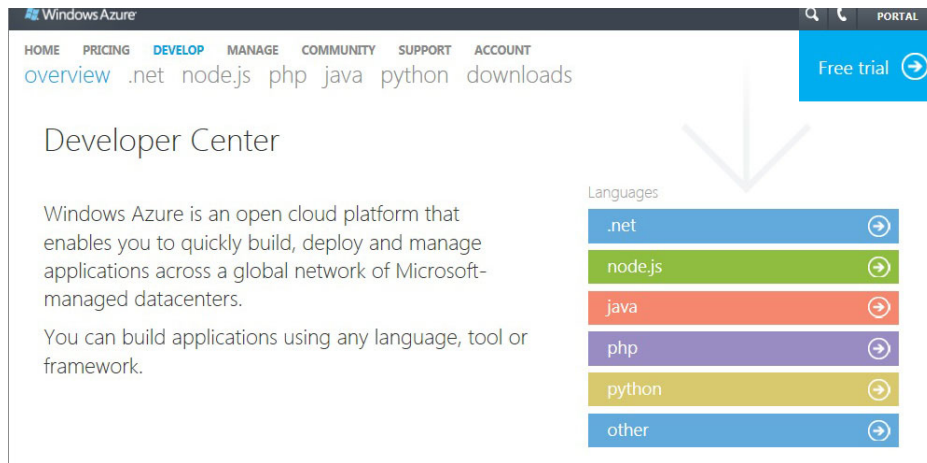 Windows Azure
PORTAL
HOME PRICING DEVELOP MANAGE COMMUNITY SUPPORT ACCOUNT
overview .net node.js php java python downloads
Free trial
Developer Center
Windows Azure is an open cloud platform that
enables you to quickly build, deploy and manage
applications across a global network of Microsoft-
managed datacenters.
You can build applications using any language, tool or
framework.
Languages
.net
node.js
java
php
python
other